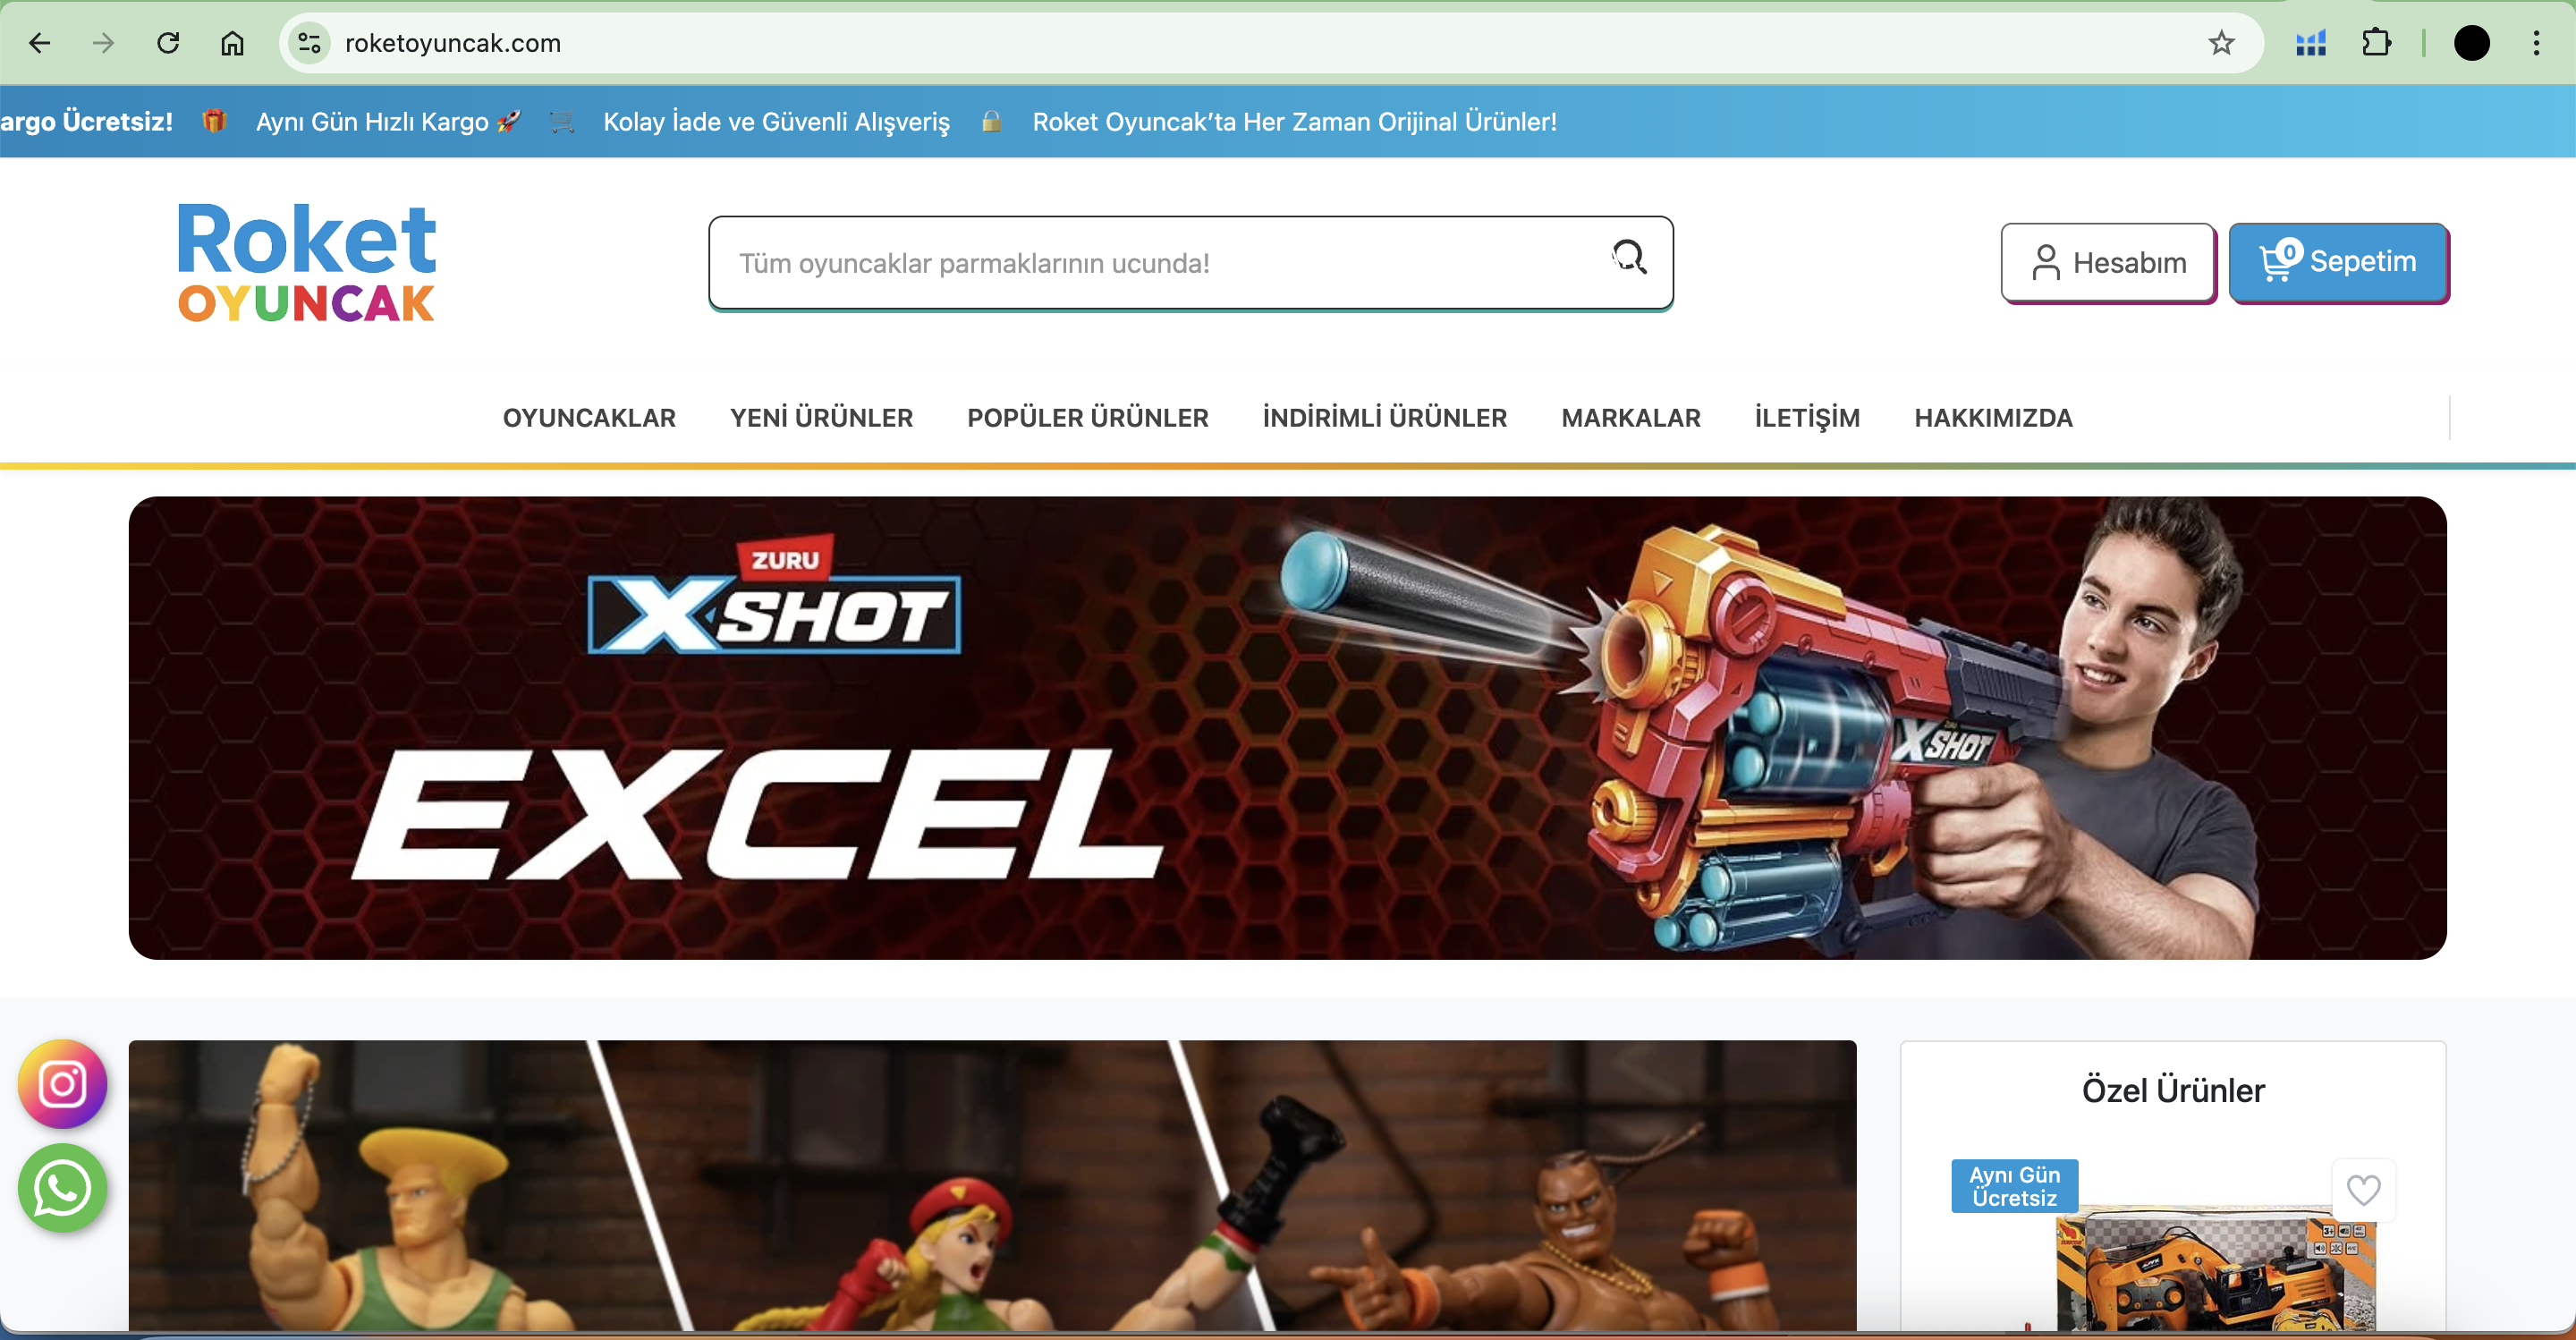 roketoyuncak.com
argo Ücretsiz! 🎁 Aynı Gün Hızlı Kargo 🚀 🛒 Kolay İade ve Güvenli Alışveriş 🔒 Roket Oyuncak’ta Her Zaman Orijinal Ürünler!
Roket
OYUNCAK
Tüm oyuncaklar parmaklarının ucunda!
Hesabım
0 Sepetim
OYUNCAKLAR YENİ ÜRÜNLER POPÜLER ÜRÜNLER İNDİRİMLİ ÜRÜNLER MARKALAR İLETİŞİM HAKKIMIZDA
ZURU
X-SHOT
EXCEL
XSHOT
Özel Ürünler
Aynı Gün
Ücretsiz